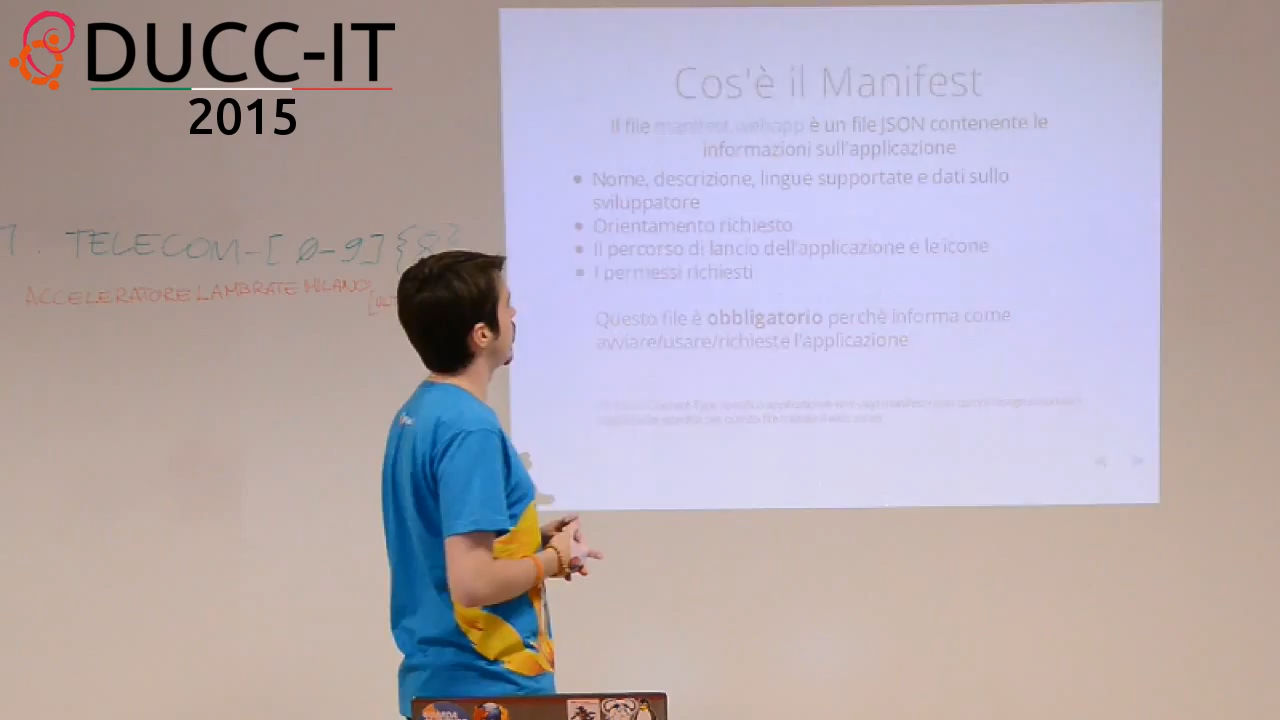 DUCC-IT
2015
Cos'è il Manifest
Il file manifest.webapp è un file JSON contenente le
informazioni sull'applicazione
Nome, descrizione, lingue supportate e dati sullo
sviluppatore
Orientamento richiesto
Il percorso di lancio dell'applicazione e le icone
I permessi richiesti
Questo file è obbligatorio perchè informa come
avviare/usare/richieste l'applicazione
TELECOM-[0-9]{8}
ACCELERATORE LAMBRATE MILANO